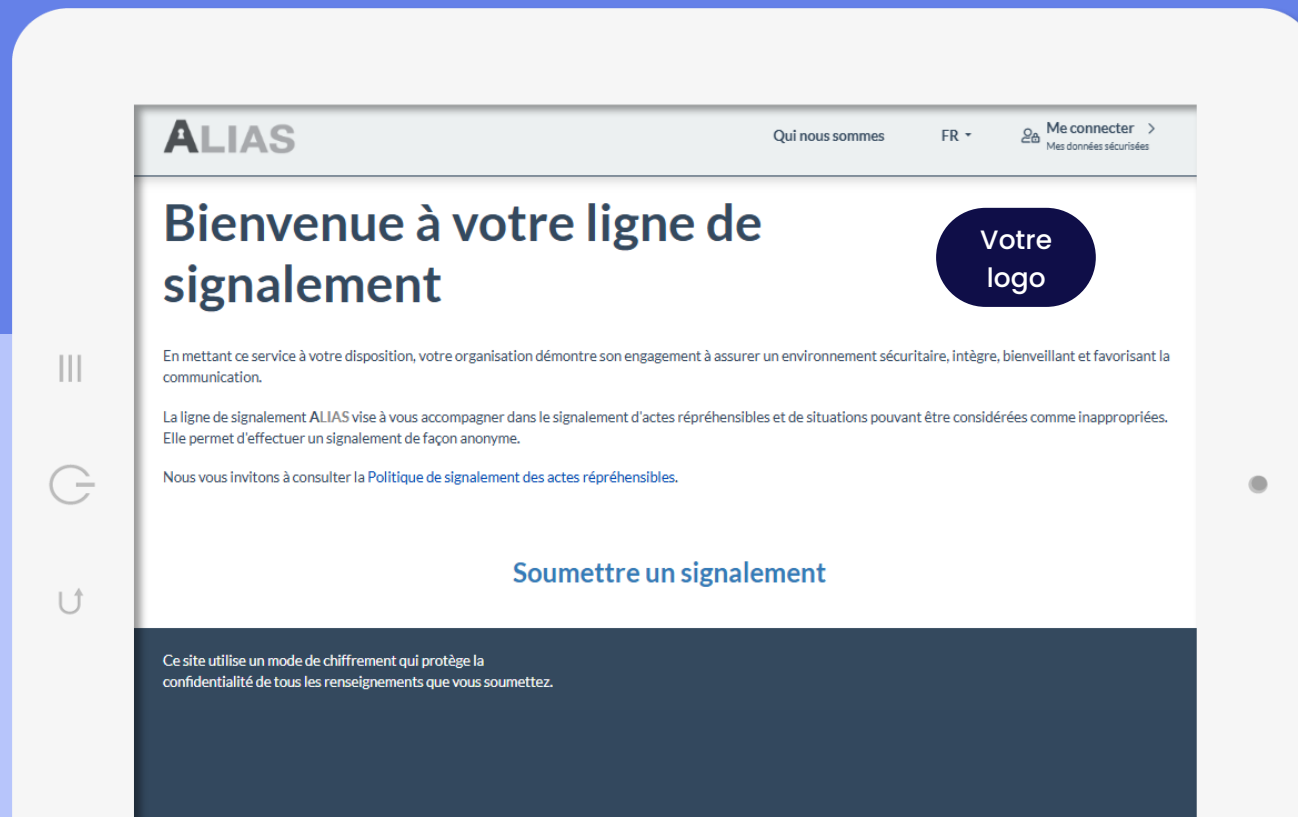 ALIAS
Qui nous sommes
FR
Me connecter
Mes données sécurisées
Bienvenue à votre ligne de
signalement
Votre
logo
En mettant ce service à votre disposition, votre organisation démontre son engagement à assurer un environnement sécuritaire, intègre, bienveillant et favorisant la
communication.
La ligne de signalement ALIAS vise à vous accompagner dans le signalement d'actes répréhensibles et de situations pouvant être considérées comme inappropriées.
Elle permet d'effectuer un signalement de façon anonyme.
Nous vous invitons à consulter la Politique de signalement des actes répréhensibles.
Soumettre un signalement
Ce site utilise un mode de chiffrement qui protège la
confidentialité de tous les renseignements que vous soumettez.